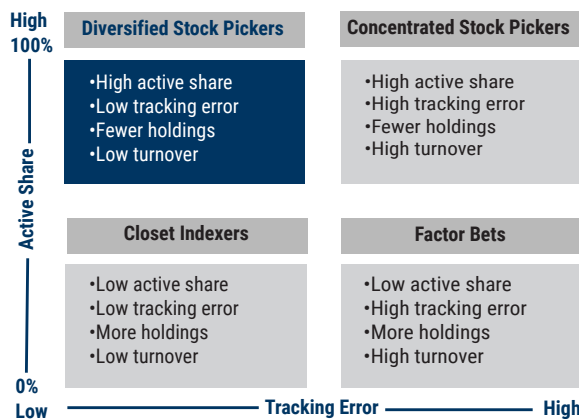 High
100%
Diversified Stock Pickers
•High active share
•Low tracking error
•Fewer holdings
•Low turnover
Concentrated Stock Pickers
•High active share
•High tracking error
•Fewer holdings
•High turnover
Active Share
Closet Indexers
•Low active share
•Low tracking error
•More holdings
•Low turnover
Factor Bets
•Low active share
•High tracking error
•More holdings
•High turnover
0%
Low
Tracking Error
High